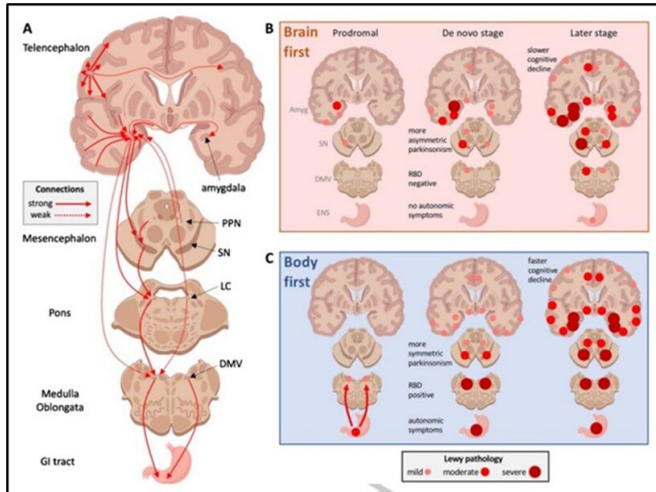 A
Telencephalon
amygdala
Connections
strong
weak
Mesencephalon
PPN
SN
LC
Pons
DMV
Medulla
Oblongata
GI tract
B
Brain
first
Prodromal
De novo stage
Later stage
slower
cognitive
decline
Amyg
SN
more
asymmetric
parkinsonism
DMV
RBD
negative
ENS
no autonomic
symptoms
C
Body
first
faster
cognitive
decline
more
symmetric
parkinsonism
RBD
positive
autonomic
symptoms
Lewy pathology
mild
moderate
severe